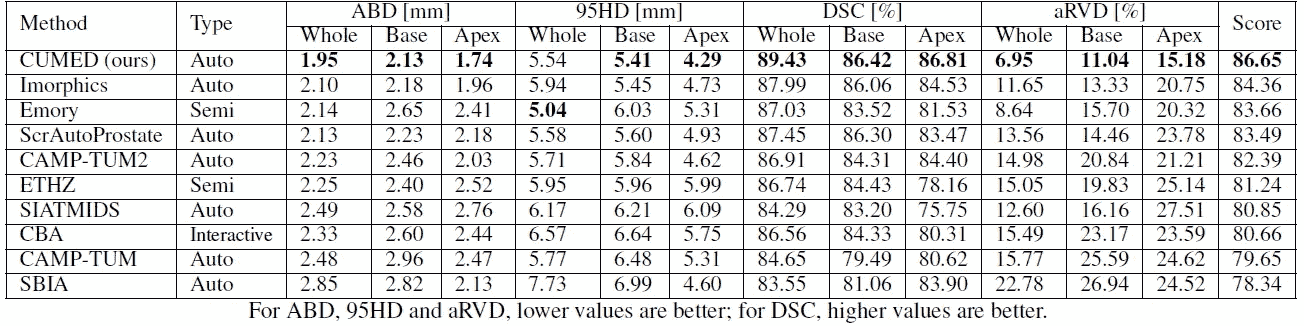 Method Type ABD [mm] 95HD [mm] DSC [%] aRVD [%] Score
Whole Base Apex Whole Base Apex Whole Base Apex Whole Base Apex
CUMED (ours) Auto 1.95 2.13 1.74 5.54 5.41 4.29 89.43 86.42 86.81 6.95 11.04 15.18 86.65
Imorphics Auto 2.10 2.18 1.96 5.94 5.45 4.73 87.99 86.06 84.53 11.65 13.33 20.75 84.36
Emory Semi 2.14 2.65 2.41 5.04 6.03 5.31 87.03 83.52 81.53 8.64 15.70 20.32 83.66
ScrAutoProstate Auto 2.13 2.23 2.18 5.58 5.60 4.93 87.45 86.30 83.47 13.56 14.46 23.78 83.49
CAMP-TUM2 Auto 2.23 2.46 2.03 5.71 5.84 4.62 86.91 84.31 84.40 14.98 20.84 21.21 82.39
ETHZ Semi 2.25 2.40 2.52 5.95 5.96 5.99 86.74 84.43 78.16 15.05 19.83 25.14 81.24
SIATMIDS Auto 2.49 2.58 2.76 6.17 6.21 6.09 84.29 83.20 75.75 12.60 16.16 27.51 80.85
CBA Interactive 2.33 2.60 2.44 6.57 6.64 5.75 86.56 84.33 80.31 15.49 23.17 23.59 80.66
CAMP-TUM Auto 2.48 2.96 2.47 5.77 6.48 5.31 84.65 79.49 80.62 15.77 25.59 24.62 79.65
SBIA Auto 2.85 2.82 2.13 7.73 6.99 4.60 83.55 81.06 83.90 22.78 26.94 24.52 78.34
For ABD, 95HD and aRVD, lower values are better; for DSC, higher values are better.